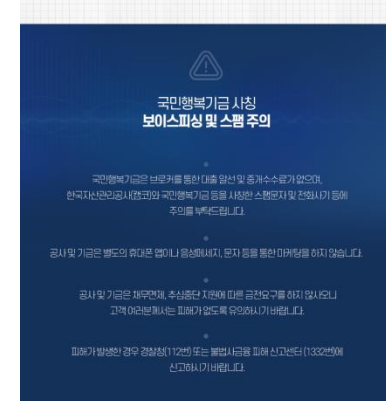 국민행복기금 사칭
보이스피싱 및 스팸 주의
국민행복기금은 브로커를 통한 대출 알선 및 중개수수료가 없으며,
한국자산관리공사(캠코)와 국민행복기금 등을 사칭한 스팸문자 및 전화사기 등에
주의를 부탁드립니다.
공사 및 기금은 별도의 휴대폰 앱이나 음성메세지, 문자 등을 통한 마케팅을 하지 않습니다.
공사 및 기금은 채무면제, 추심중단 지원에 따른 금전요구를 하지 않사오니
고객 여러분께서는 피해가 없도록 유의하시기 바랍니다.
피해가 발생한 경우 경찰청(112번) 또는 불법사금융 피해 신고센터 (1332번)에
신고하시기 바랍니다.